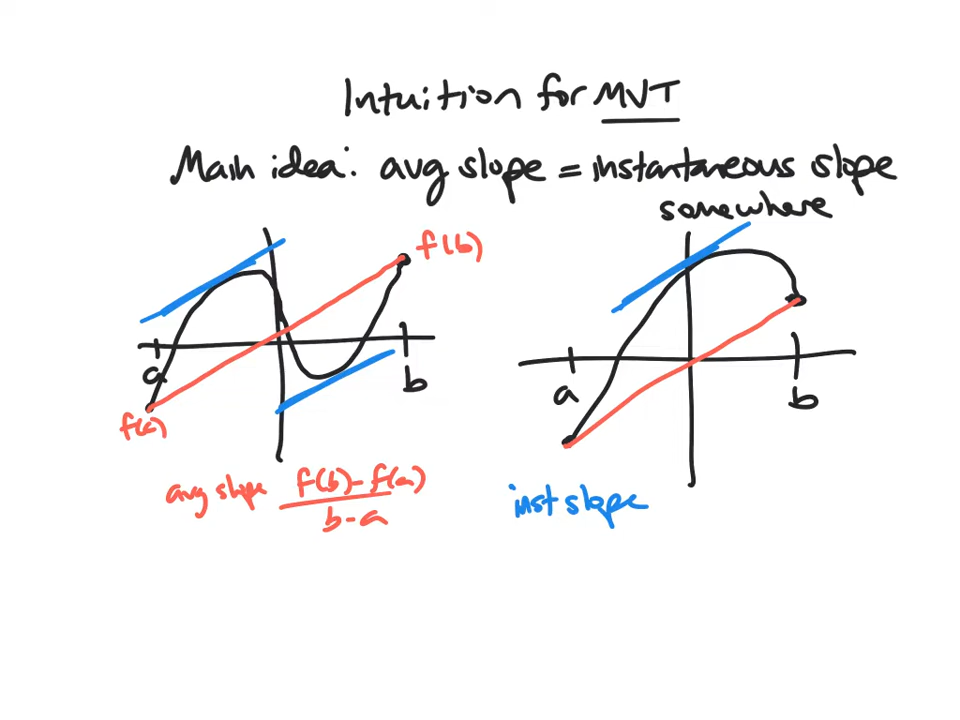 Intuition for MVT
Main idea: avg slope = instantaneous slope
somewhere
f(b)
a
b
f(a)
a
b
avg slope f(b)-f(a)
b-a
inst slope